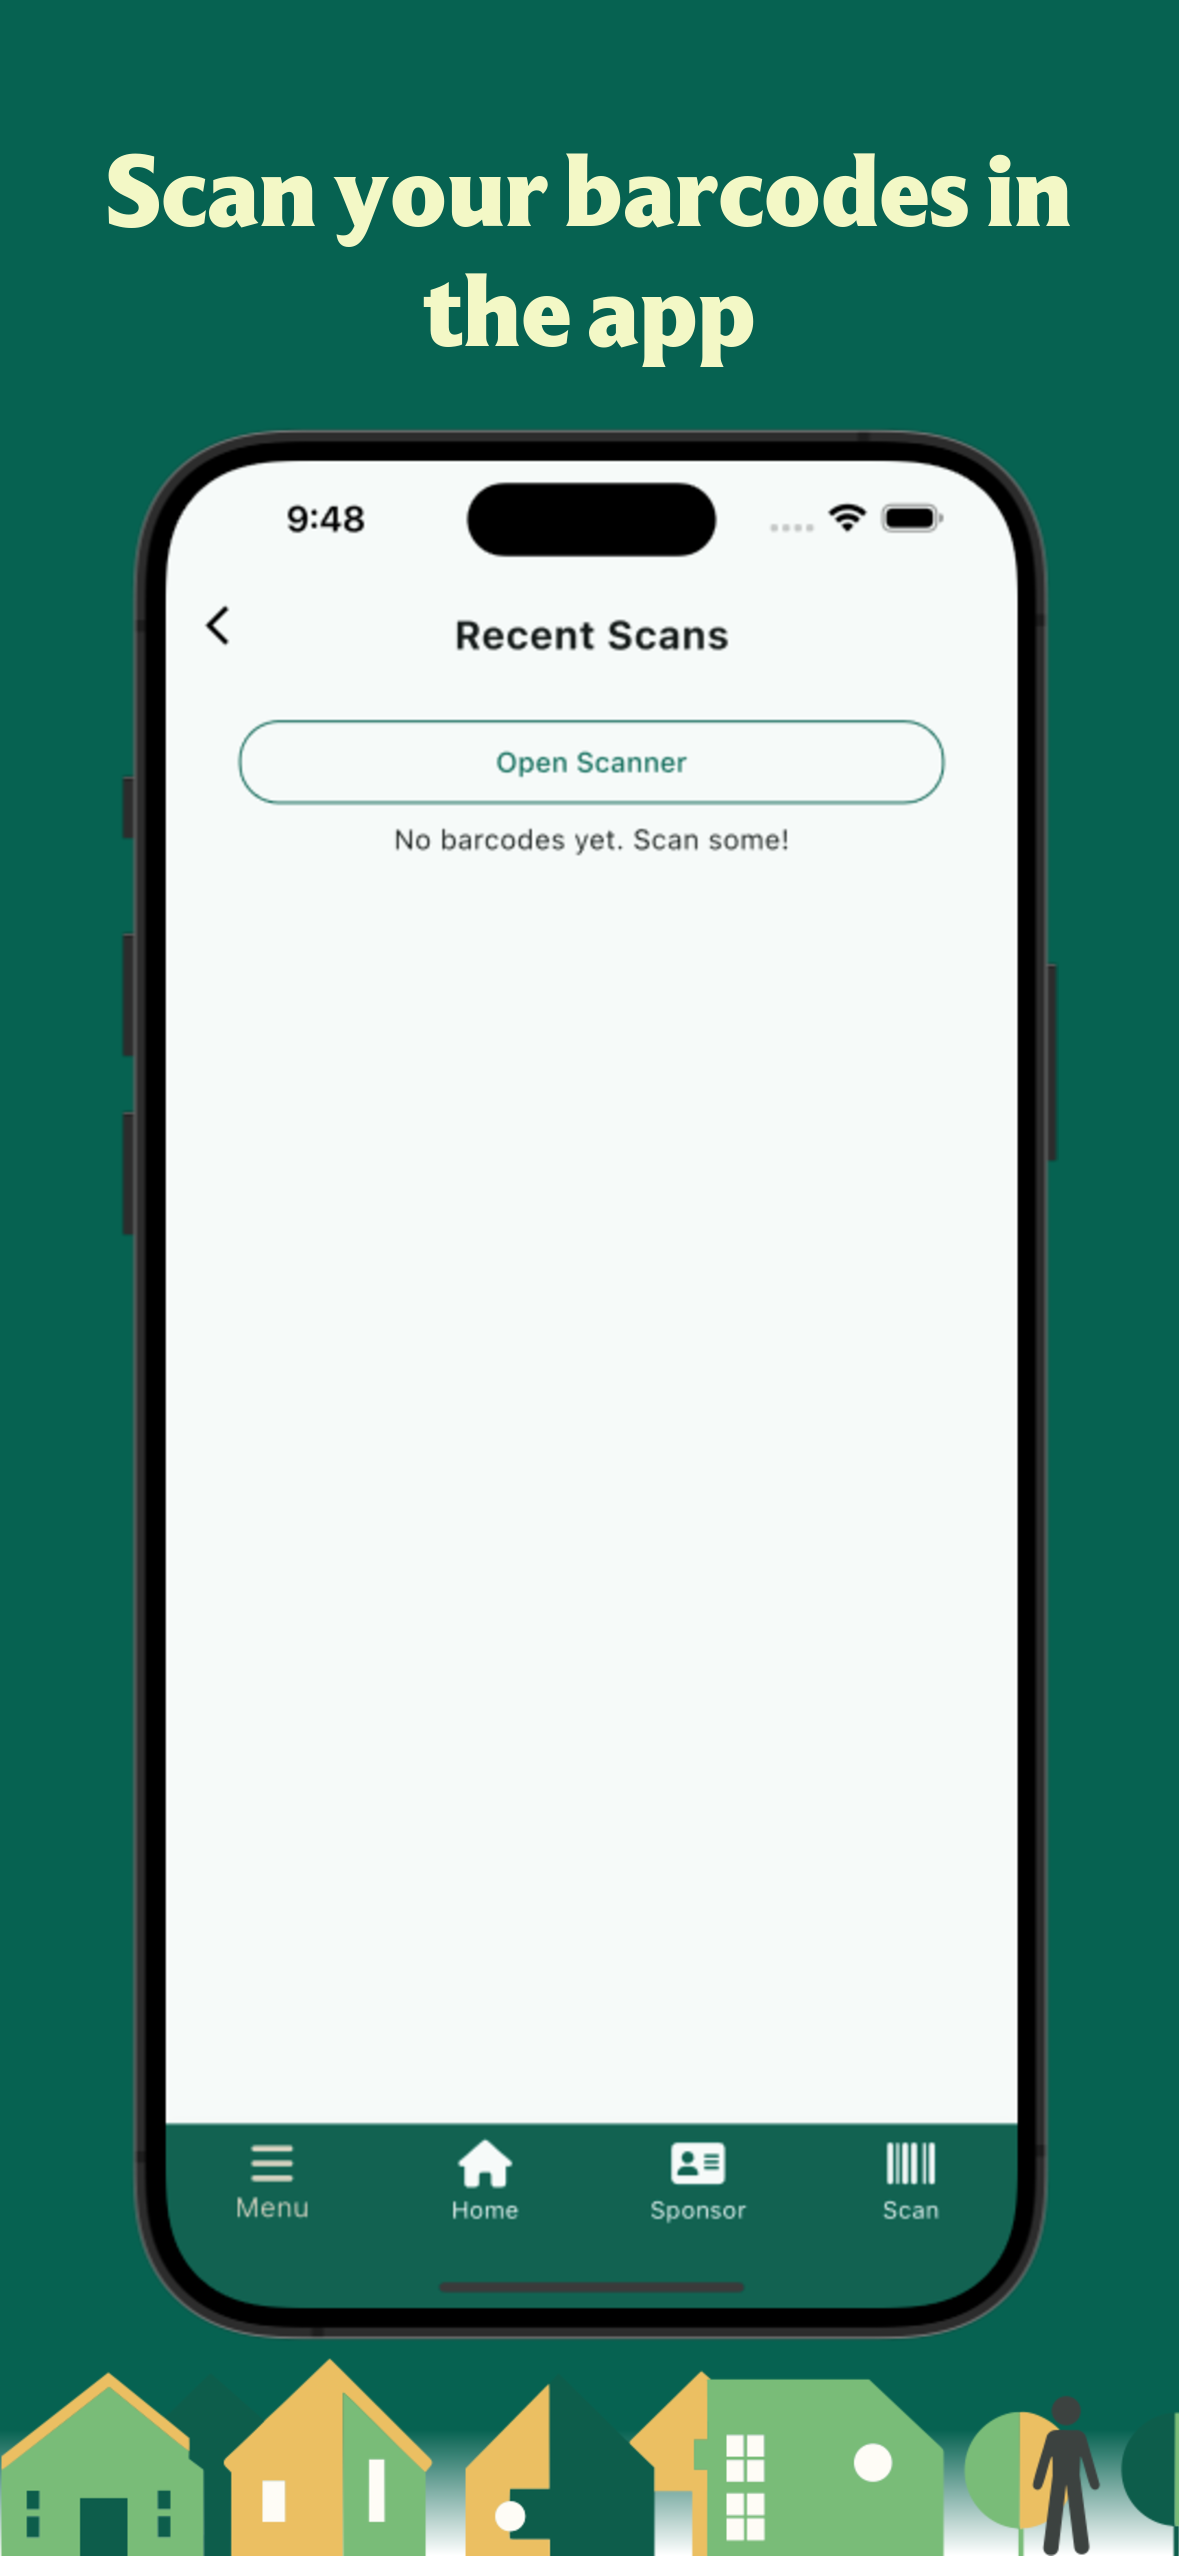 Scan your barcodes in
the app
9:48
Recent Scans
Open Scanner
No barcodes yet. Scan some!
Menu
Home
Sponsor
Scan